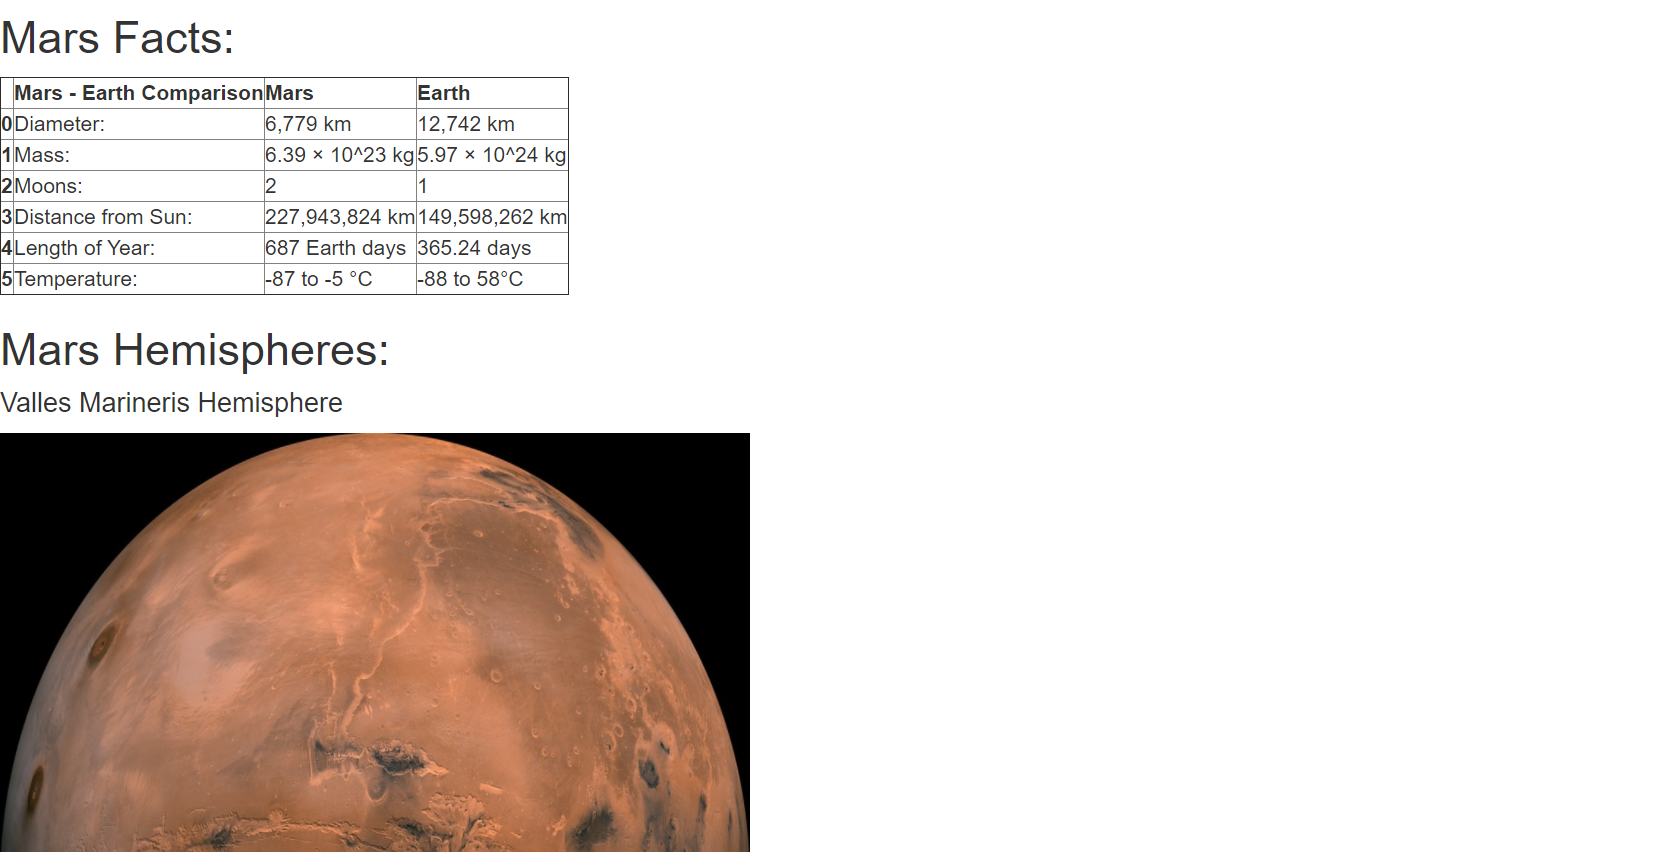 Mars Facts:
Mars - Earth Comparison Mars Earth
0 Diameter: 6,779 km 12,742 km
1 Mass: 6.39 × 10^23 kg 5.97 × 10^24 kg
2 Moons: 2 1
3 Distance from Sun: 227,943,824 km 149,598,262 km
4 Length of Year: 687 Earth days 365.24 days
5 Temperature: -87 to -5 °C -88 to 58°C
Mars Hemispheres:
Valles Marineris Hemisphere